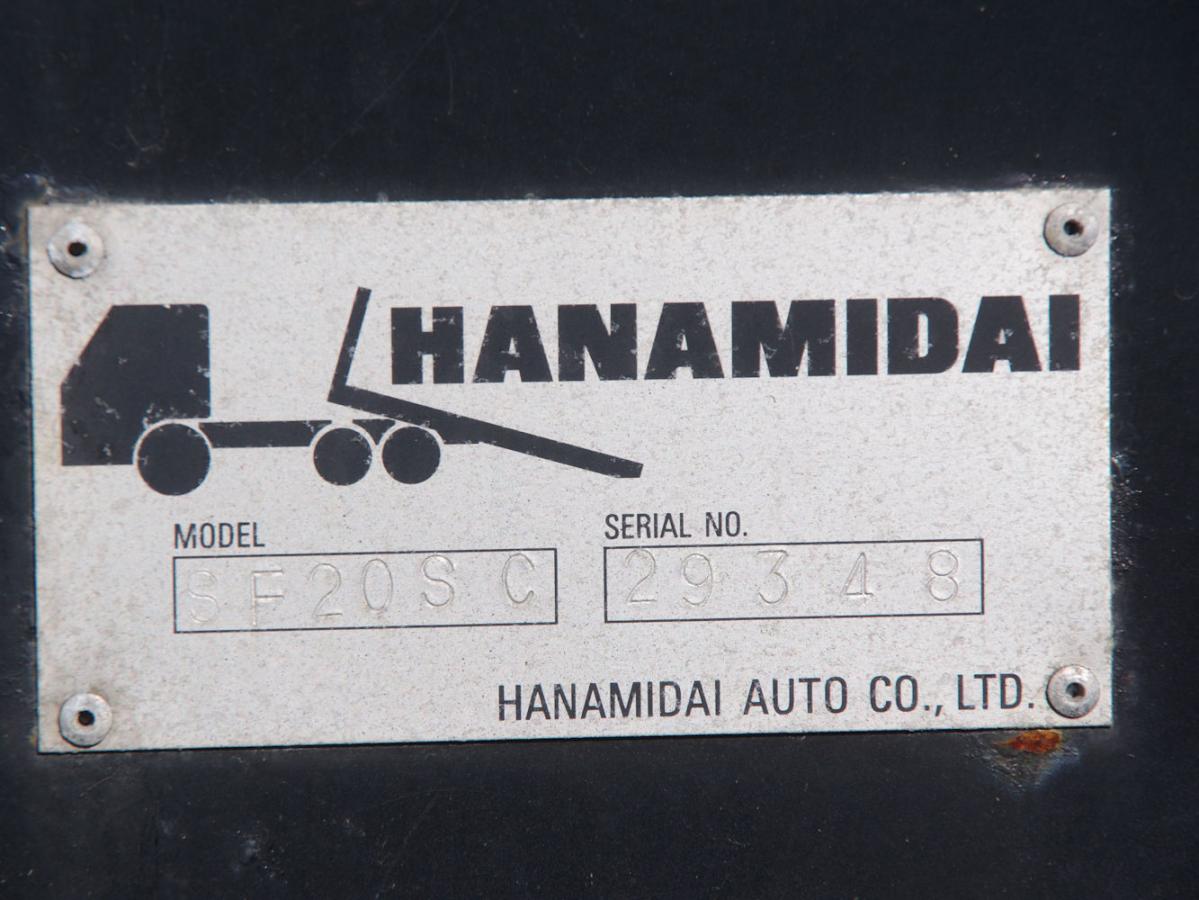 HANAMIDAI
MODEL SERIAL NO.
SF20SC 29348
HANAMIDAI AUTO CO., LTD.